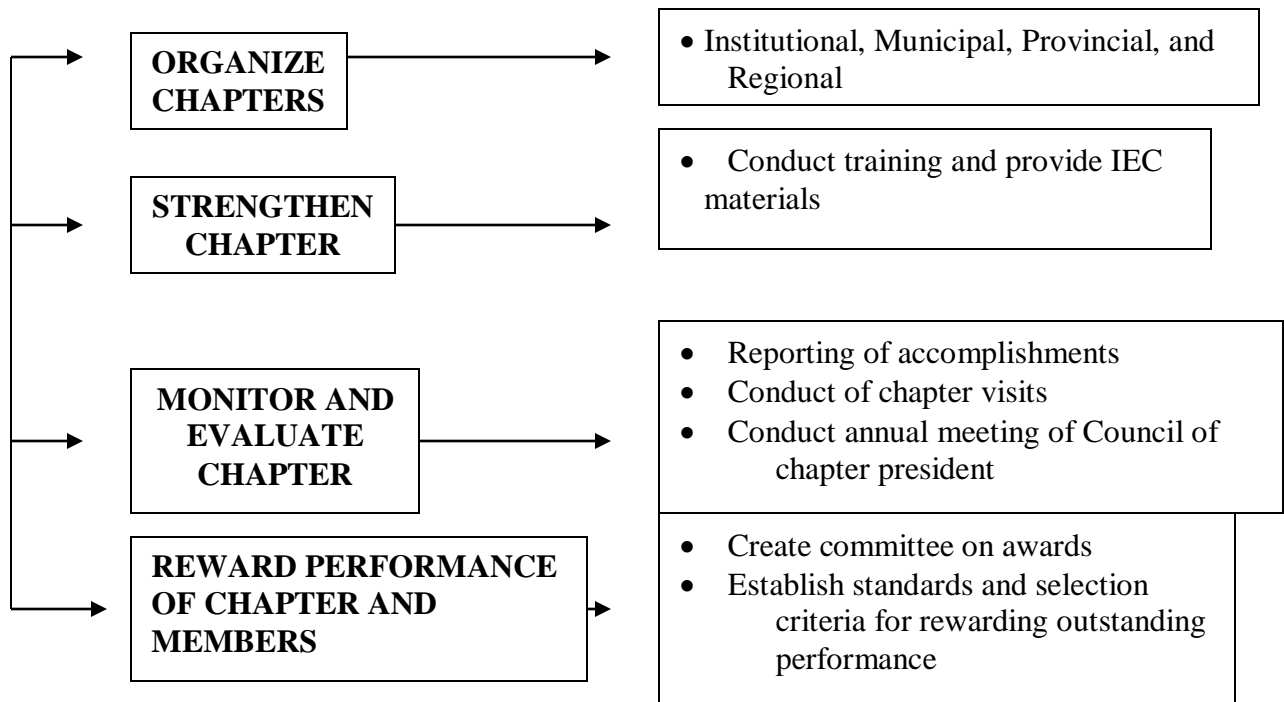 ORGANIZE
CHAPTERS
• Institutional, Municipal, Provincial, and
Regional
STRENGTHEN
CHAPTER
• Conduct training and provide IEC
materials
MONITOR AND
EVALUATE
CHAPTER
• Reporting of accomplishments
• Conduct of chapter visits
• Conduct annual meeting of Council of
chapter president
REWARD PERFORMANCE
OF CHAPTER AND
MEMBERS
• Create committee on awards
• Establish standards and selection
criteria for rewarding outstanding
performance